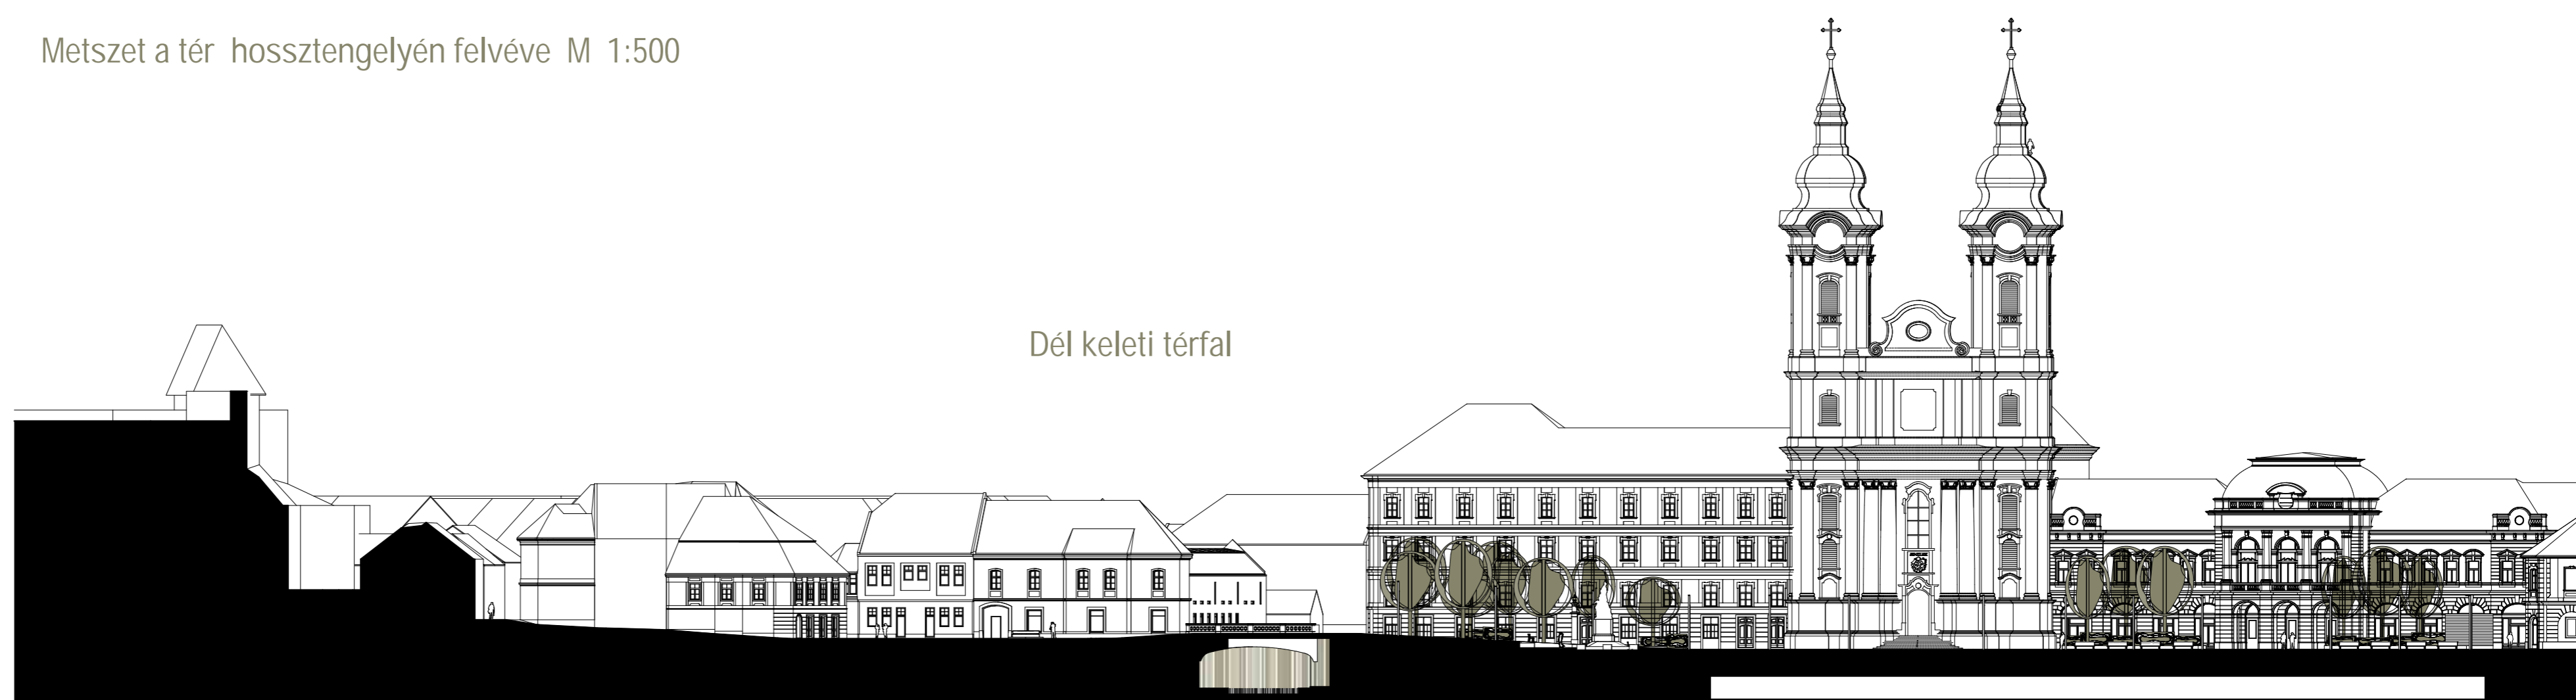 Metszet a tér hossztengelyén felvéve M 1:500
Dél keleti térfal